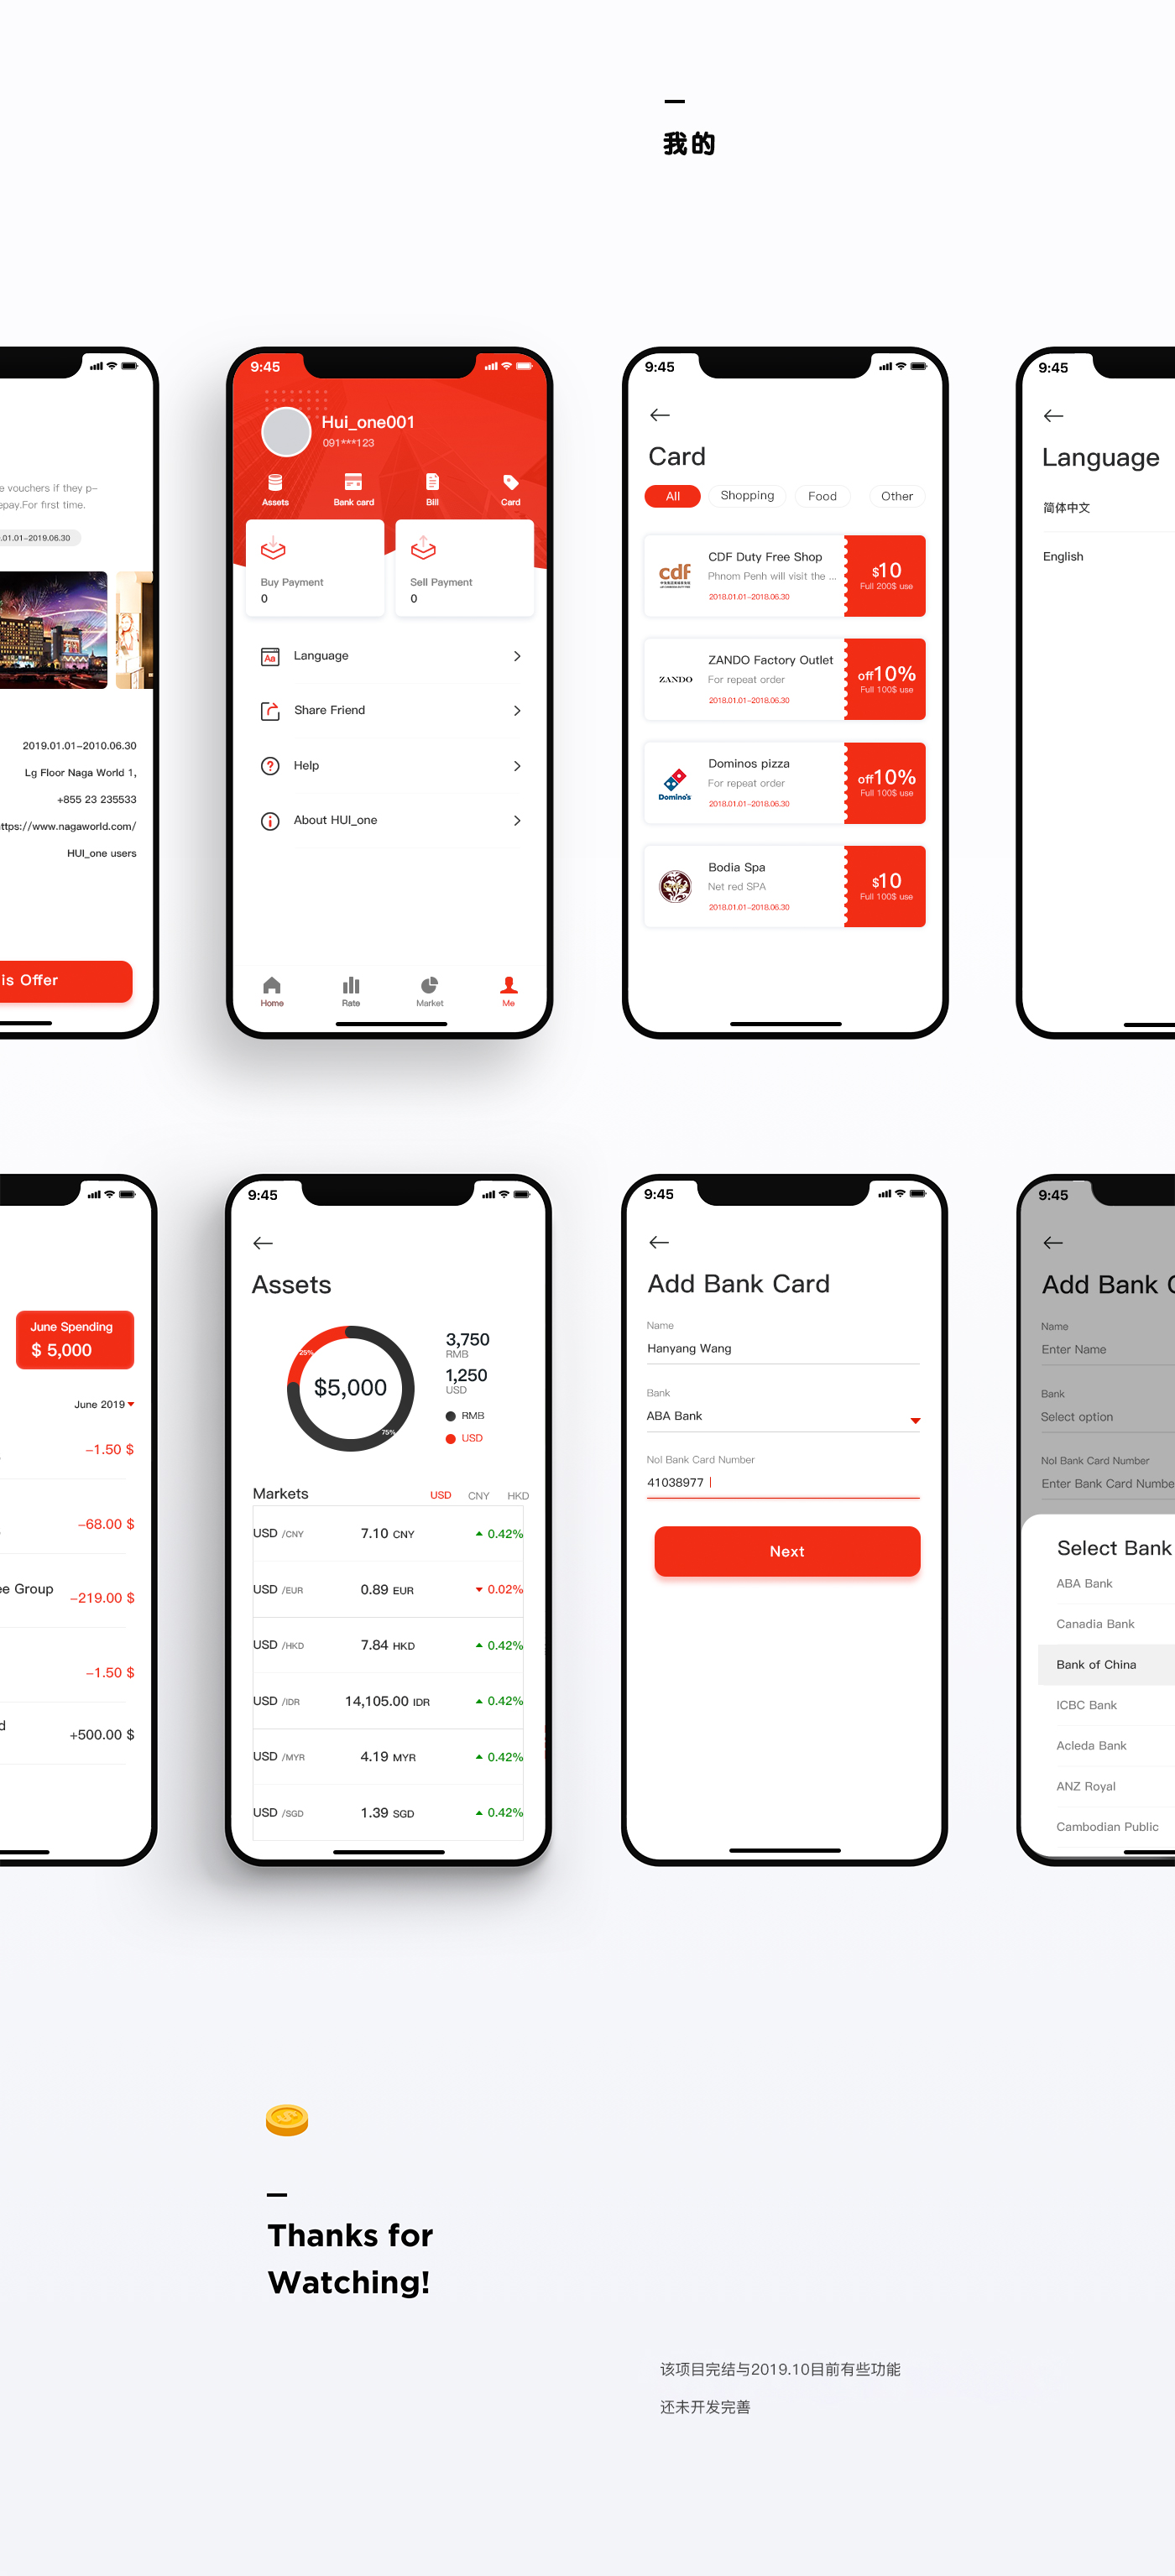 我的
e vouchers if they p-
epay.For first time.
.01.01-2019.06.30
2019.01.01-2010.06.30
Lg Floor Naga World 1,
+855 23 235533
ttps://www.nagaworld.com/
HUI_one users
is Offer
9:45
Hui_one001
091***123
Assets Bank card Bill Card
Buy Payment Sell Payment
0 0
Language
Share Friend
Help
About HUI_one
Home Rate Market Me
9:45
Card
All Shopping Food Other
cdf
CDF Duty Free Shop
Phnom Penh will visit the ...
2018.01.01-2018.06.30
$10
Full 200$ use
ZANDO
ZANDO Factory Outlet
For repeat order
2018.01.01-2018.06.30
off10%
Full 100$ use
Domino's
Dominos pizza
For repeat order
2018.01.01-2018.06.30
off10%
Full 100$ use
Bodia Spa
Net red SPA
2018.01.01-2018.06.30
$10
Full 100$ use
9:45
Language
简体中文
English
June Spending
$ 5,000
June 2019
-1.50 $
-68.00 $
ee Group -219.00 $
-1.50 $
d
+500.00 $
9:45
Assets
25%
$5,000
75%
3,750
RMB
1,250
USD
RMB
USD
Markets USD CNY HKD
USD /CNY 7.10 CNY 0.42%
USD /EUR 0.89 EUR 0.02%
USD /HKD 7.84 HKD 0.42%
USD /IDR 14,105.00 IDR 0.42%
USD /MYR 4.19 MYR 0.42%
USD /SGD 1.39 SGD 0.42%
9:45
Add Bank Card
Name
Hanyang Wang
Bank
ABA Bank
Nol Bank Card Number
41038977
Next
9:45
Add Bank C
Name
Enter Name
Bank
Select option
Nol Bank Card Number
Enter Bank Card Numbe
Select Bank
ABA Bank
Canadia Bank
Bank of China
ICBC Bank
Acleda Bank
ANZ Royal
Cambodian Public
Thanks for
Watching!
该项目完结与2019.10目前有些功能
还未开发完善